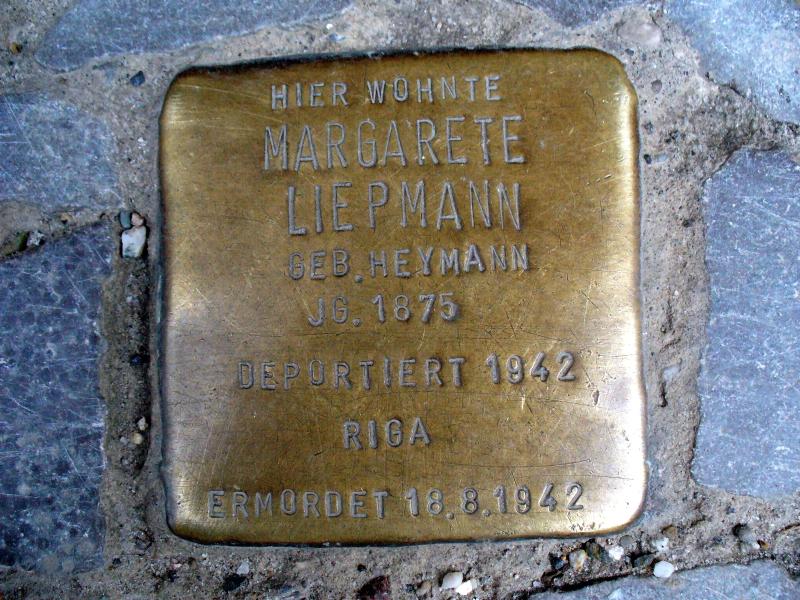 HIER WOHNTE
MARGARETE
LIEPMANN
GEB. HEYMANN
JG. 1875
DEPORTIERT 1942
RIGA
ERMORDET 18.8.1942